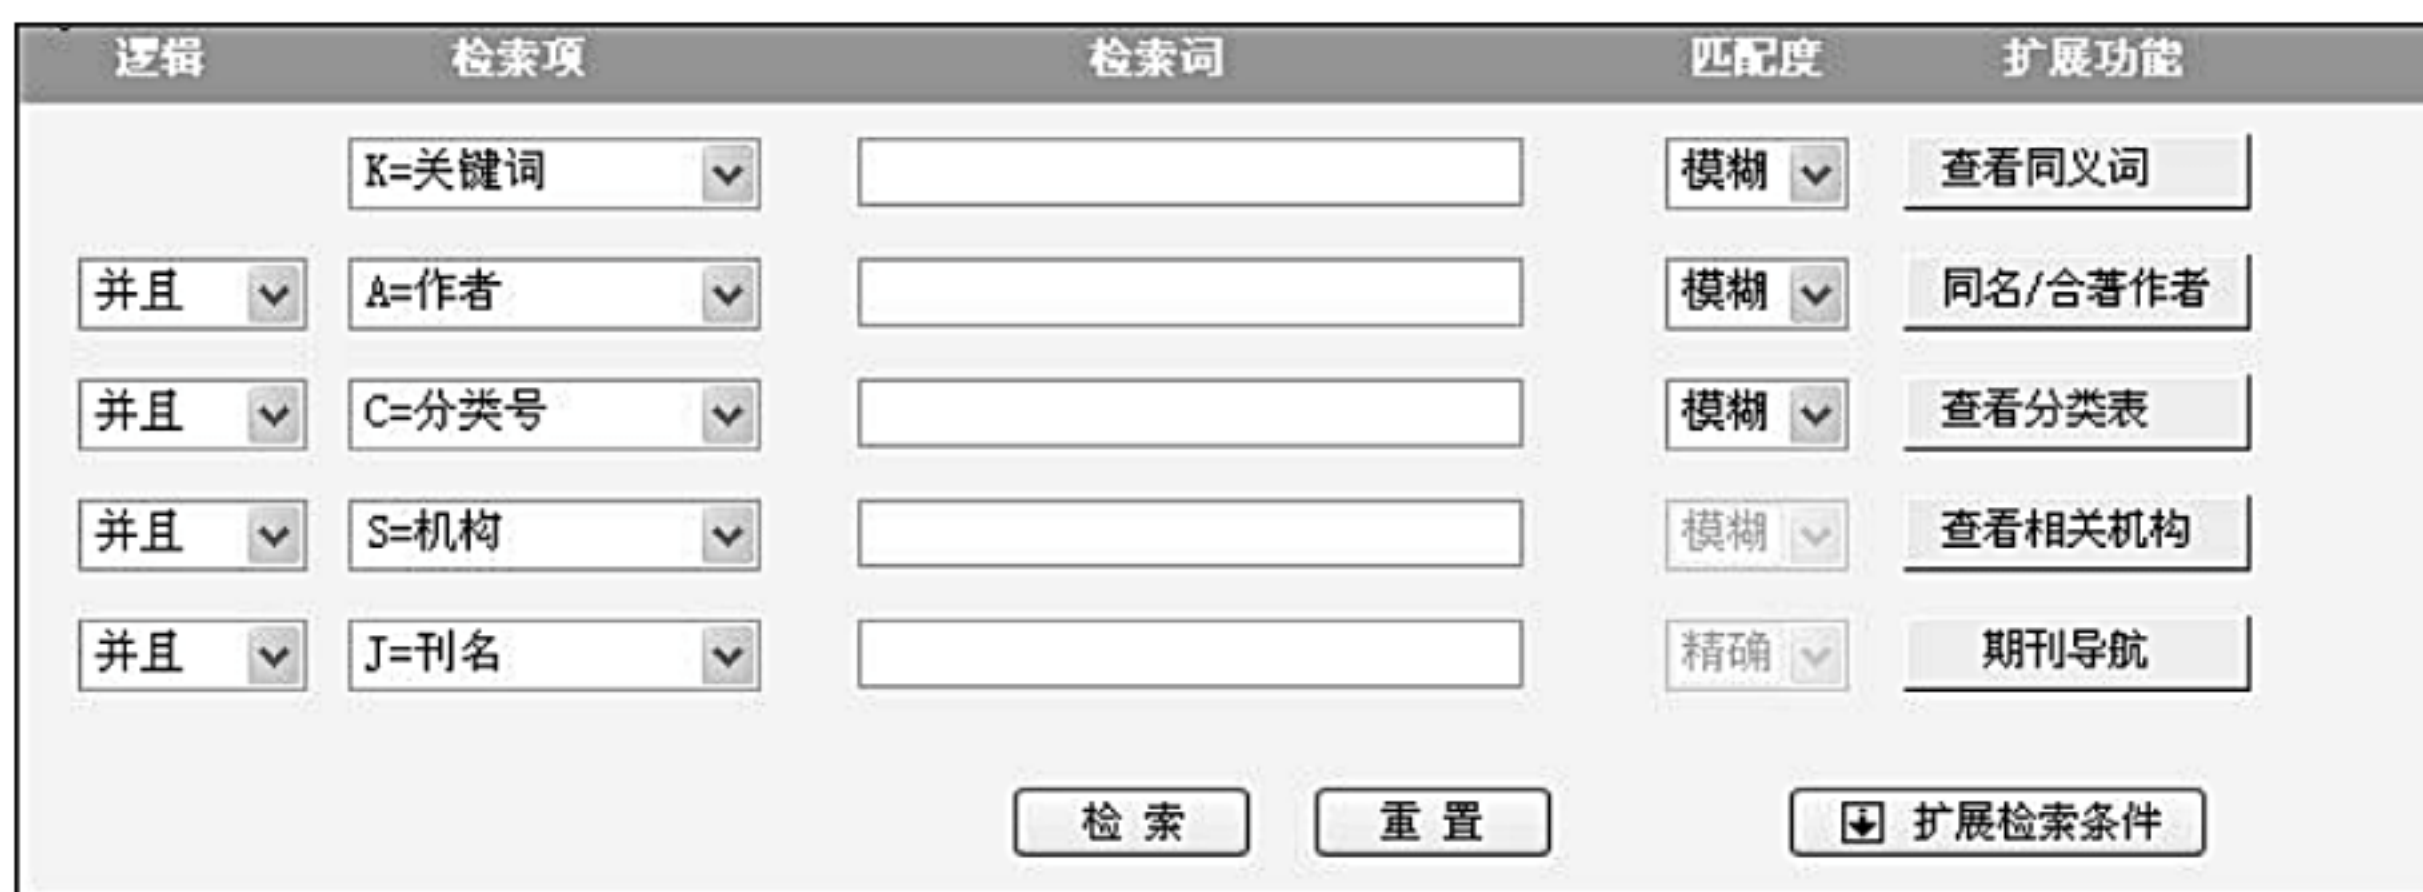 逻辑 检索项 检索词 匹配度 扩展功能
K=关键词 模糊 查看同义词
并且 A=作者 模糊 同名/合著作者
并且 C=分类号 模糊 查看分类表
并且 S=机构 模糊 查看相关机构
并且 J=刊名 精确 期刊导航
检索 重置 扩展检索条件